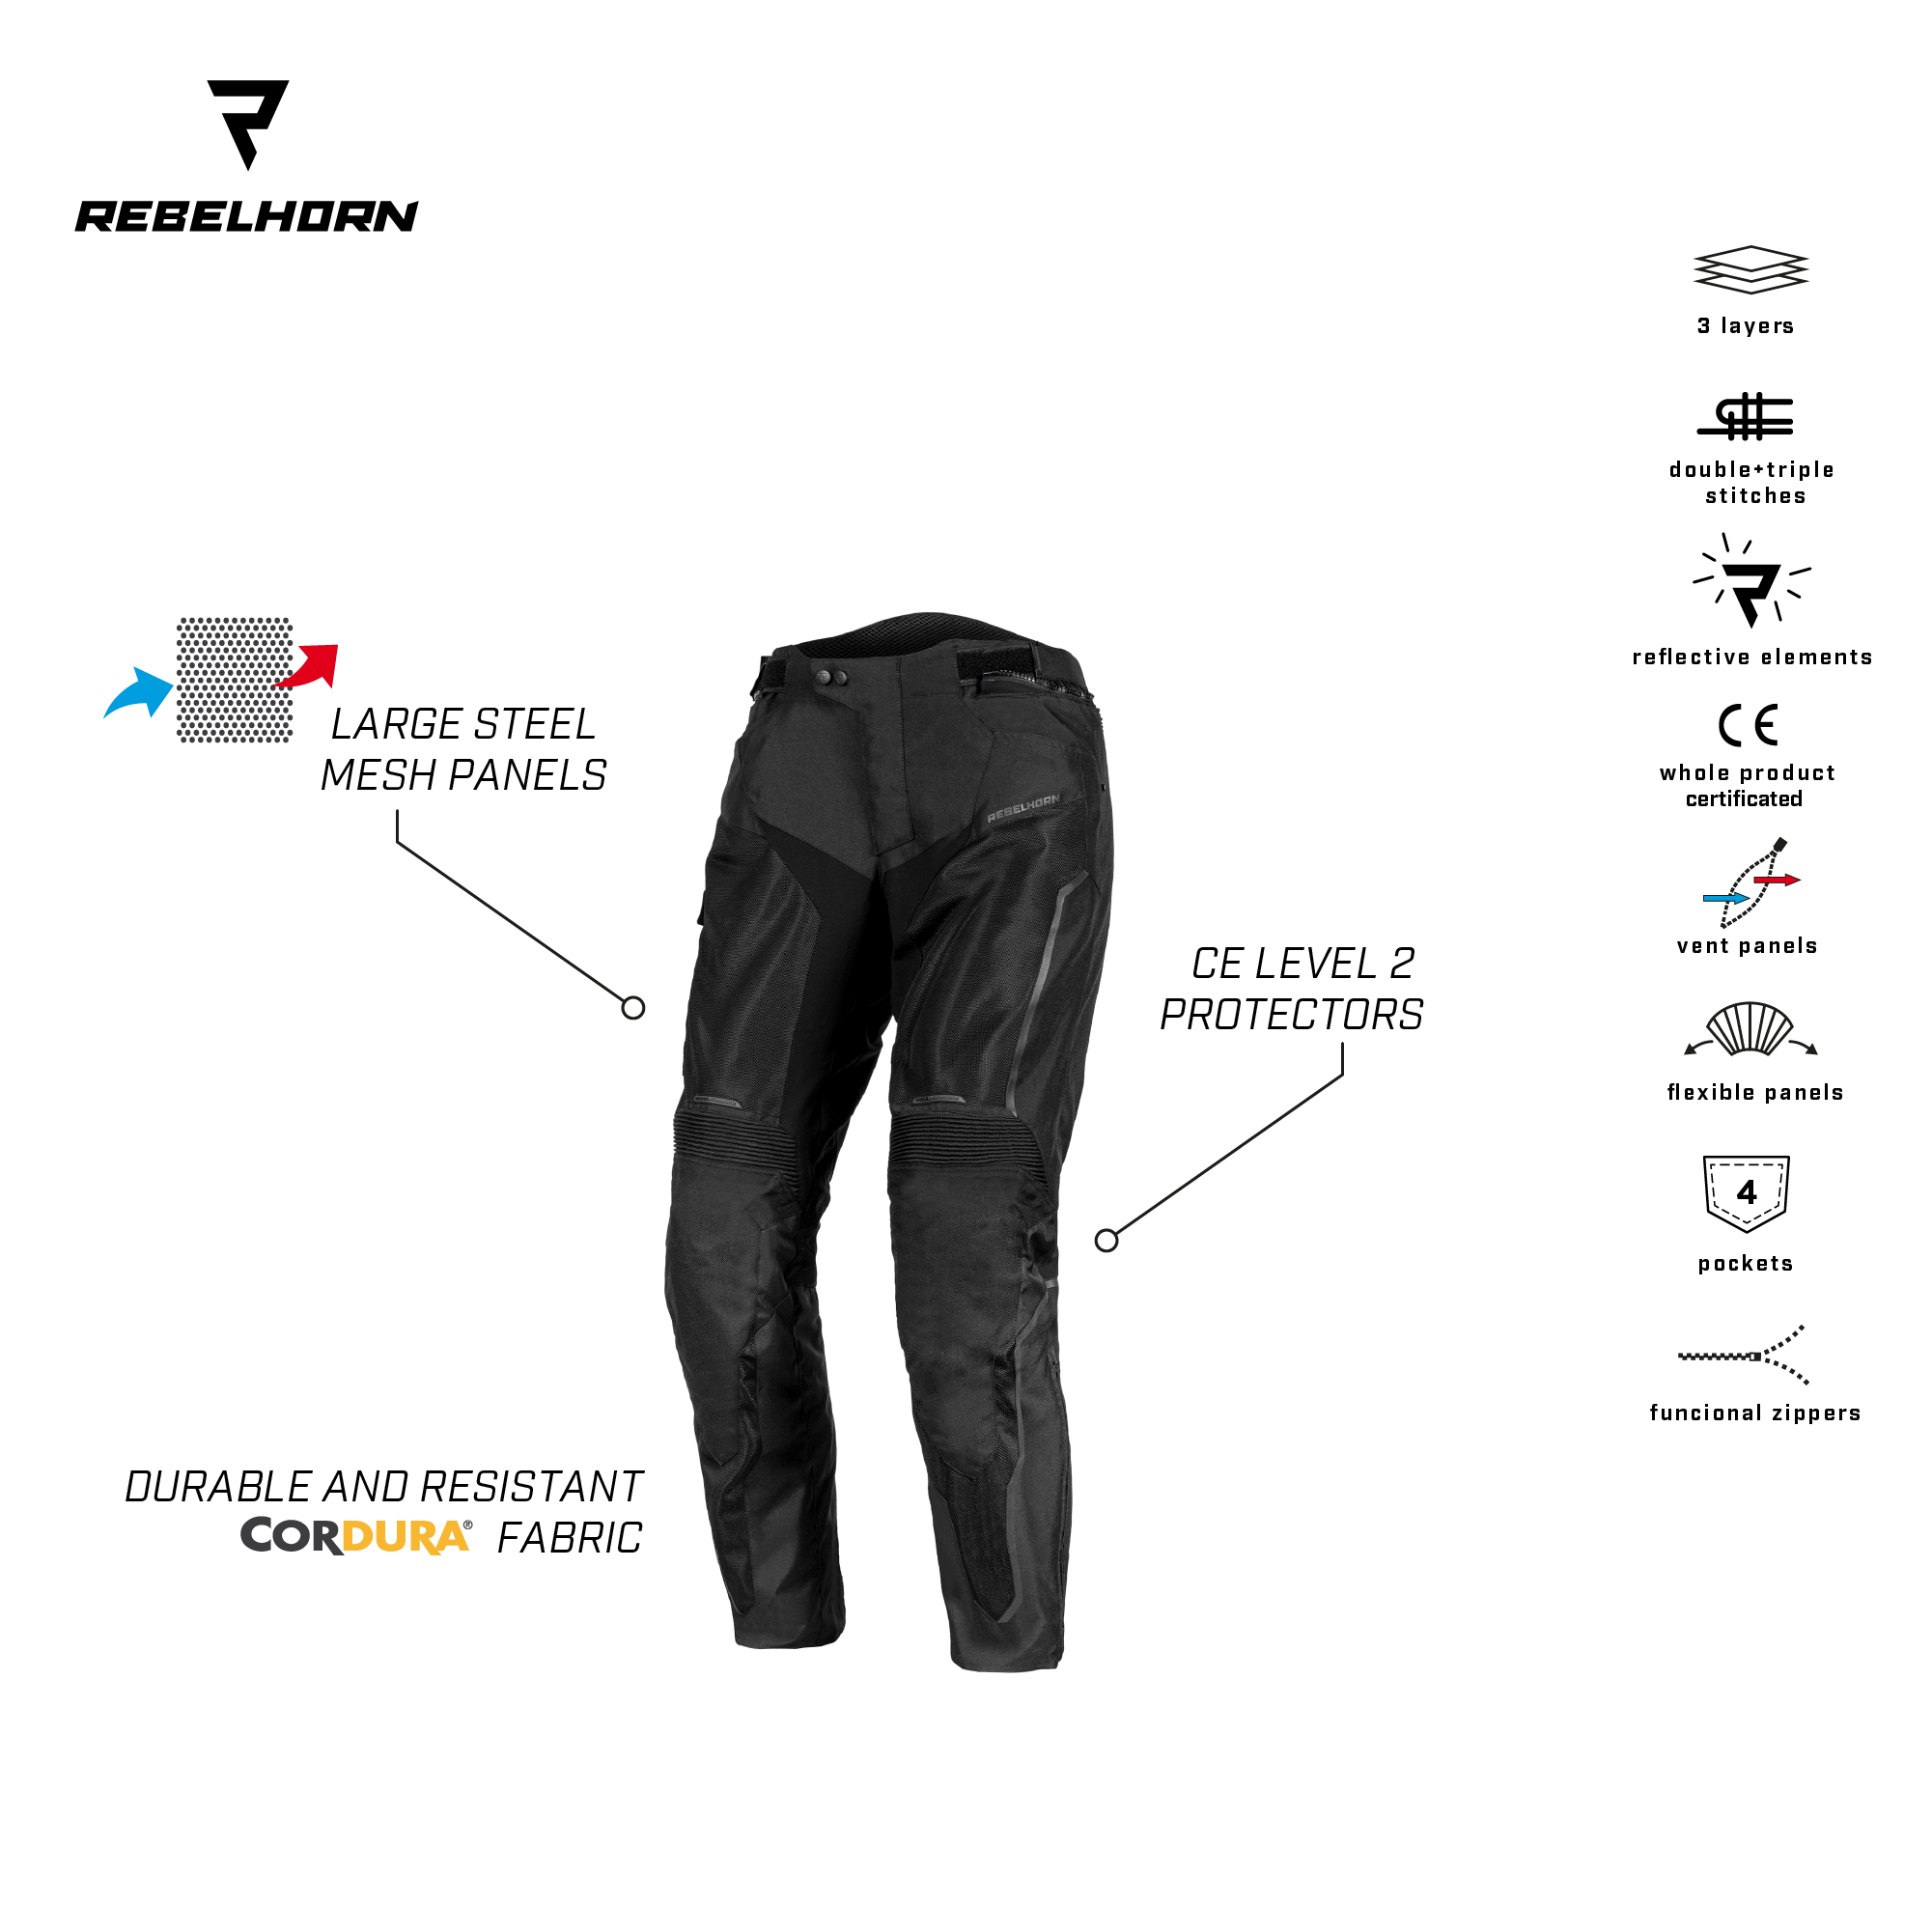 REBELHORN
LARGE STEEL
MESH PANELS
REBELHORN
CE LEVEL 2
PROTECTORS
DURABLE AND RESISTANT
CORDURA® FABRIC
3 layers
double+triple
stitches
reflective elements
CE
whole product
certificated
vent panels
flexible panels
4
pockets
funcional zippers